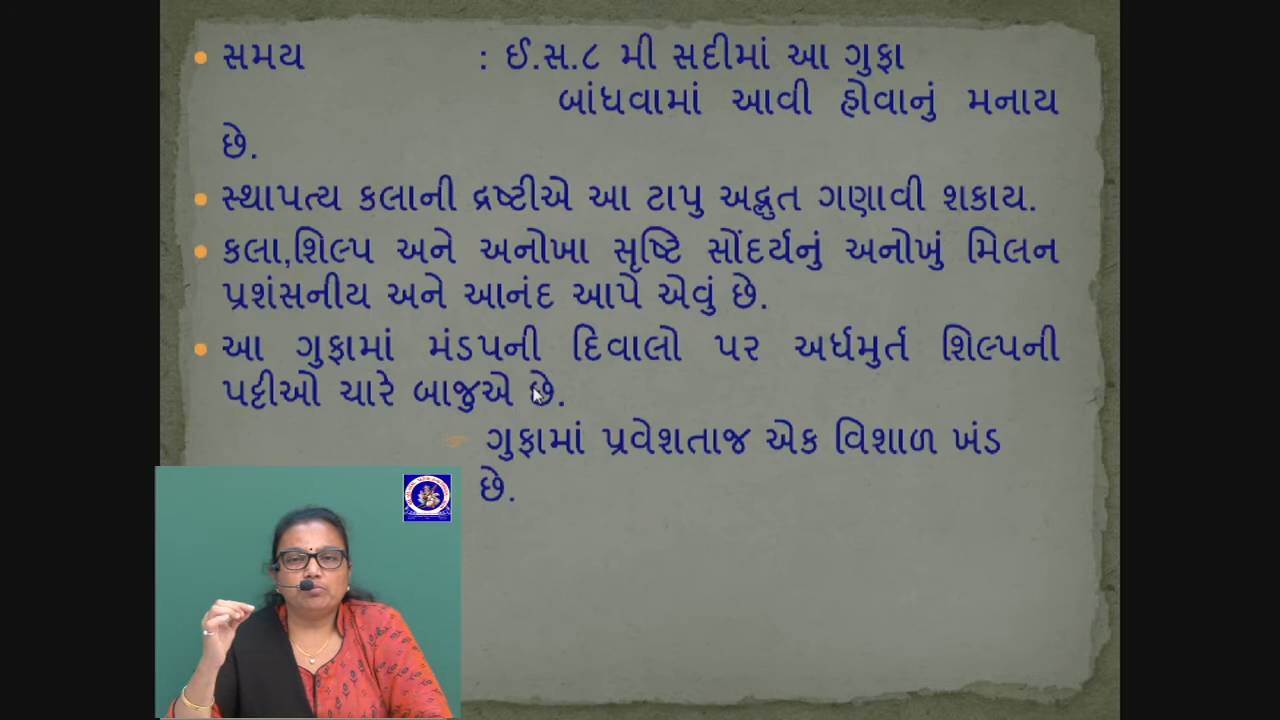 સમય : ઈ.સ.૮ મી સદીમાં આ ગુફા
બાંધવામાં આવી હોવાનું મનાય
છે.
સ્થાપત્ય કલાની દ્રષ્ટીએ આ ટાપુ અદ્ભુત ગણાવી શકાય.
કલા,શિલ્પ અને અનોખા સૃષ્ટિ સોંદર્યનું અનોખું મિલન
પ્રશંસનીય અને આનંદ આપે એવું છે.
આ ગુફામાં મંડપની દિવાલો પર અર્ધમુર્ત શિલ્પની
પટ્ટીઓ ચારે બાજુએ છે.
ગુફામાં પ્રવેશતાજ એક વિશાળ ખંડ
છે.